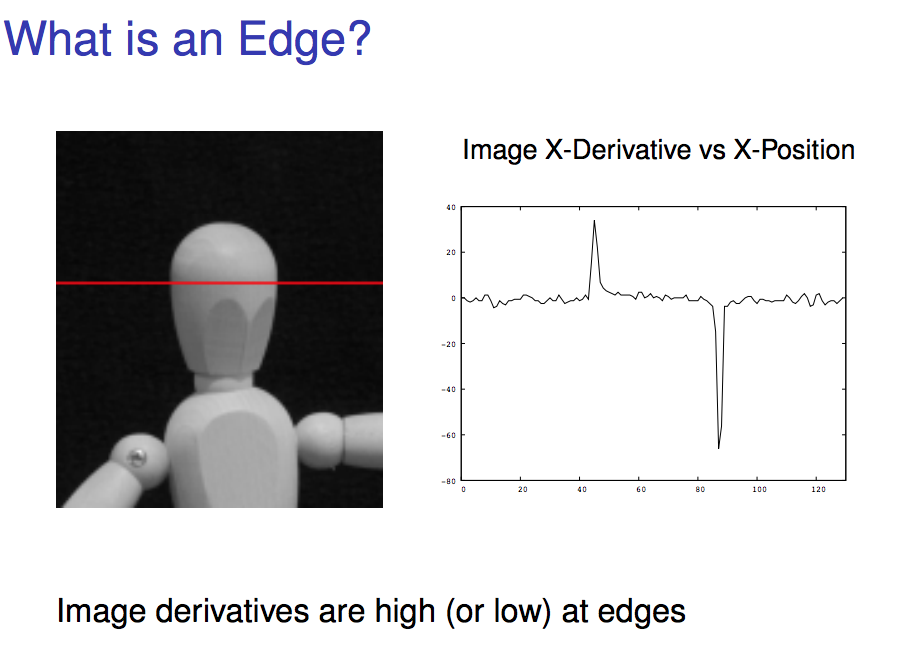 What is an Edge?
Image X-Derivative vs X-Position
40
20
0
-20
-40
-60
-80
0 20 40 60 80 100 120
Image derivatives are high (or low) at edges